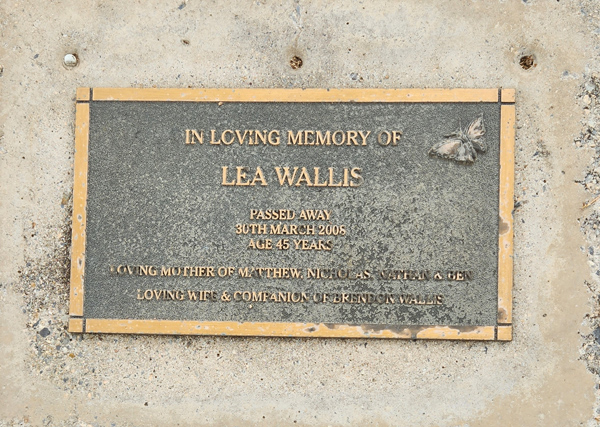 IN LOVING MEMORY OF
LEA WALLIS
PASSED AWAY
30TH MARCH 2008
AGE 45 YEARS
LOVING MOTHER OF MATTHEW, NICHOLAS, NATHAN & BEN
LOVING WIFE & COMPANION OF BRENDON WALLIS